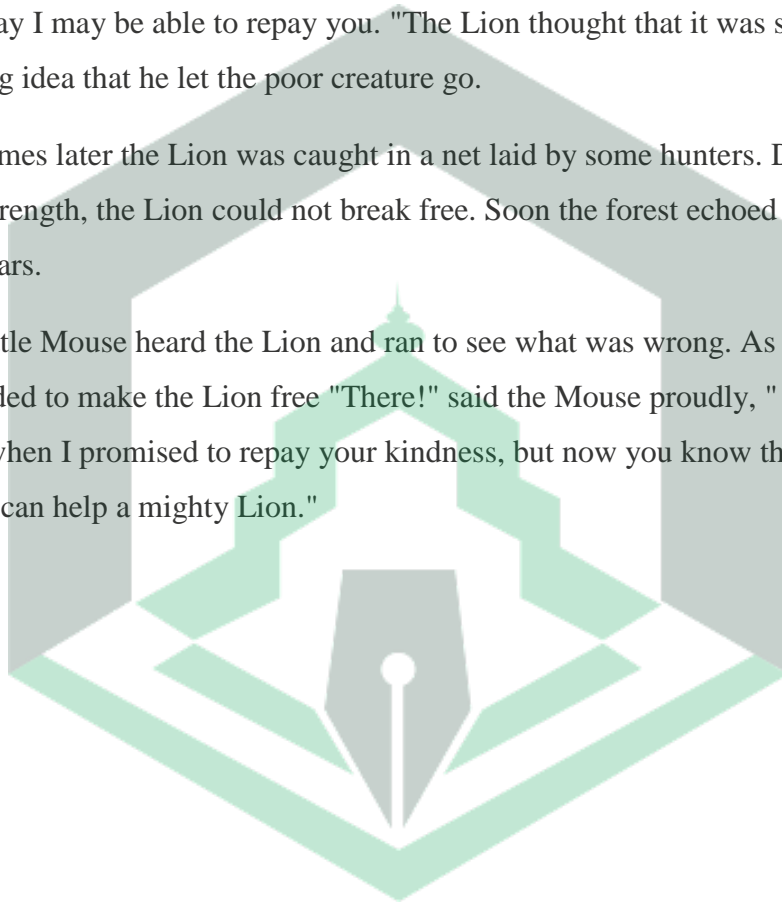 ay I may be able to repay you. "The Lion thought that it was s
g idea that he let the poor creature go.
mes later the Lion was caught in a net laid by some hunters. D
rength, the Lion could not break free. Soon the forest echoed
ars.
tle Mouse heard the Lion and ran to see what was wrong. As
ded to make the Lion free "There!" said the Mouse proudly, "
when I promised to repay your kindness, but now you know th
can help a mighty Lion."